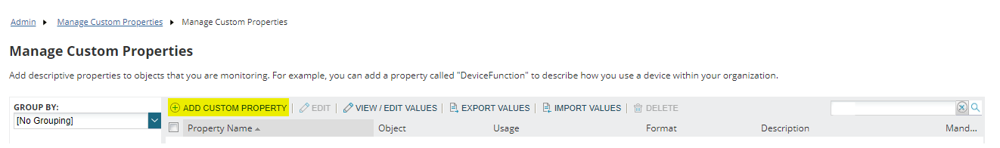 Admin ▶ Manage Custom Properties ▶ Manage Custom Properties
Manage Custom Properties
Add descriptive properties to objects that you are monitoring. For example, you can add a property called "DeviceFunction" to describe how you use a device within your organization.
GROUP BY:
[No Grouping]
ADD CUSTOM PROPERTY | EDIT | VIEW / EDIT VALUES | EXPORT VALUES | IMPORT VALUES | DELETE
Property Name Object Usage Format Description Mand...